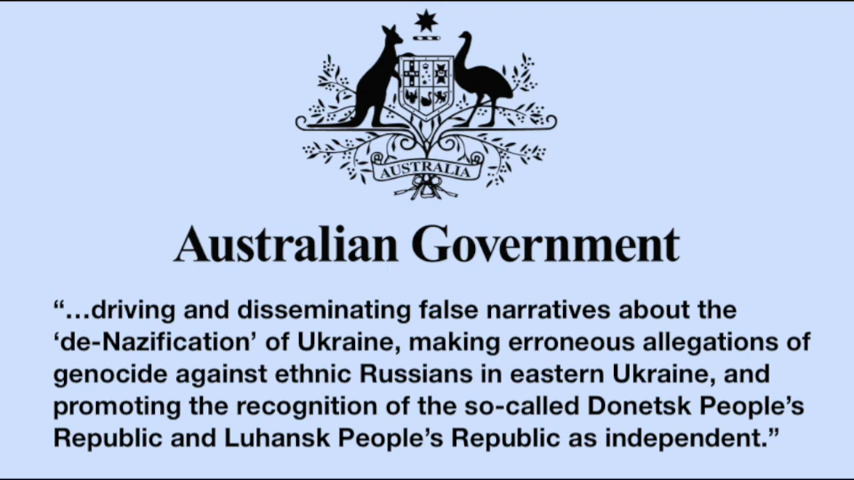 AUSTRALIA
Australian Government
“...driving and disseminating false narratives about the
‘de-Nazification’ of Ukraine, making erroneous allegations of
genocide against ethnic Russians in eastern Ukraine, and
promoting the recognition of the so-called Donetsk People’s
Republic and Luhansk People’s Republic as independent.”